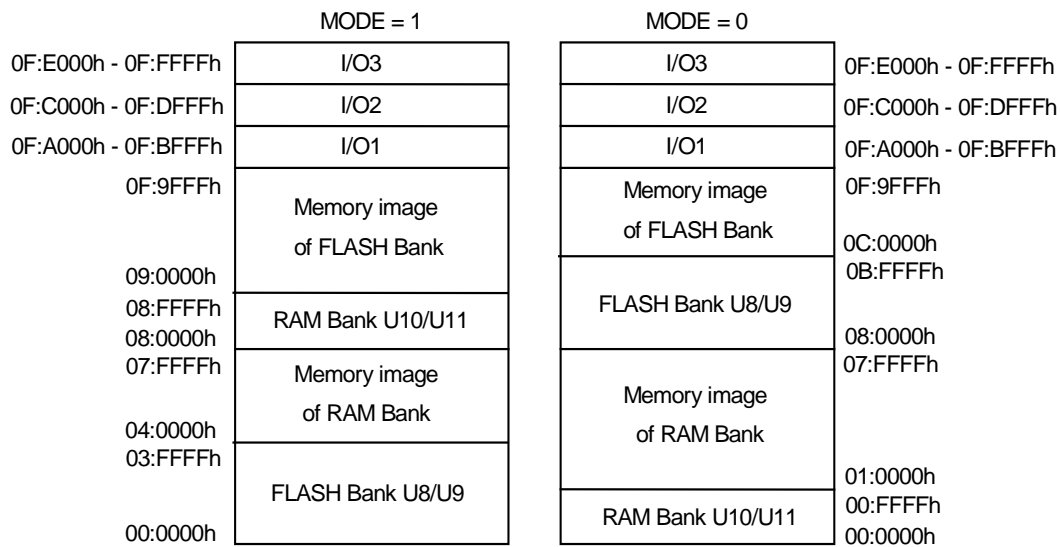 MODE = 1
0F:E000h - 0F:FFFFh
I/O3
0F:C000h - 0F:DFFFh
I/O2
0F:A000h - 0F:BFFFh
I/O1
0F:9FFFh
Memory image
of FLASH Bank
09:0000h
08:FFFFh
RAM Bank U10/U11
08:0000h
07:FFFFh
Memory image
of RAM Bank
04:0000h
03:FFFFh
FLASH Bank U8/U9
00:0000h
MODE = 0
I/O3
0F:E000h - 0F:FFFFh
I/O2
0F:C000h - 0F:DFFFh
I/O1
0F:A000h - 0F:BFFFh
Memory image
of FLASH Bank
0F:9FFFh
0C:0000h
0B:FFFFh
FLASH Bank U8/U9
08:0000h
07:FFFFh
Memory image
of RAM Bank
01:0000h
00:FFFFh
RAM Bank U10/U11
00:0000h